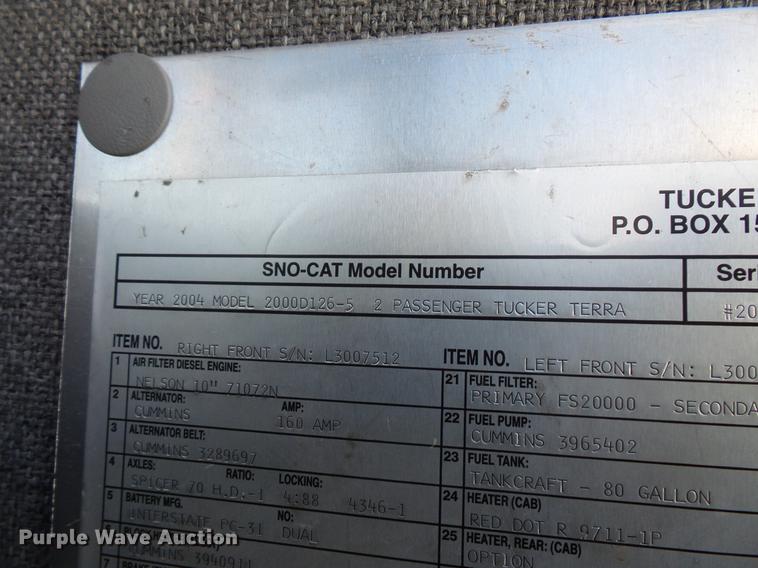 TUCKE
P.O. BOX 15
SNO-CAT Model Number
Seri
YEAR 2004 MODEL 2000D126-5 2 PASSENGER TUCKER TERRA
#20
ITEM NO. RIGHT FRONT S/N: L3007512
1 AIR FILTER DIESEL ENGINE:
NELSON 10" 71072N
2 ALTERNATOR: AMP:
CUMMINS 160 AMP
3 ALTERNATOR BELT:
CUMMINS 3289697
4 AXLES: RATIO: LOCKING:
SPICER 70 H.D.-1 4:88 4346-1
5 BATTERY MFG. NO:
INTERSTATE PC-31 DUAL
6
CUMMINS 3940911
7
ITEM NO. LEFT FRONT S/N: L300
21 FUEL FILTER:
PRIMARY FS20000 - SECONDA
22 FUEL PUMP:
CUMMINS 3965402
23 FUEL TANK:
TANKCRAFT - 80 GALLON
24 HEATER (CAB)
RED DOT R 9711-1P
25 HEATER, REAR: (CAB)
OPTION
Purple Wave Auction